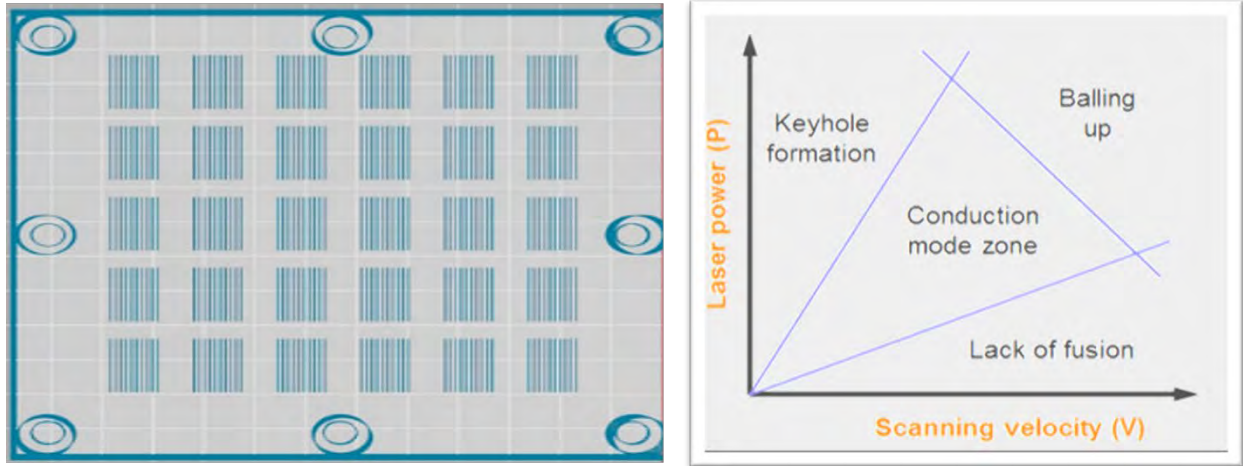 Keyhole
formation
Balling
up
Conduction
mode zone
Lack of fusion
Laser power (P)
Scanning velocity (V)